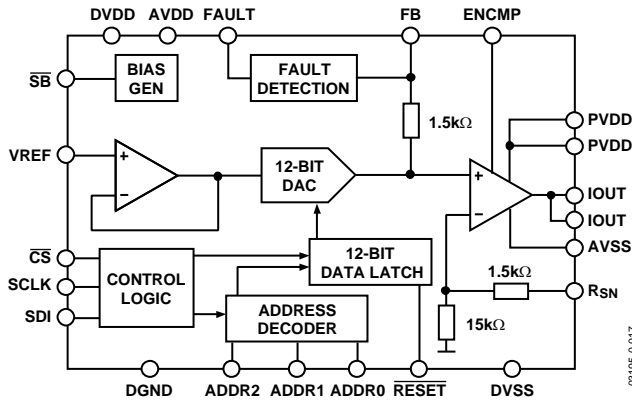 DVDD AVDD FAULT FB ENCMP
SB
BIAS
GEN
FAULT
DETECTION
1.5kΩ
PVDD
PVDD
VREF
+
−
12-BIT
DAC
+
−
IOUT
IOUT
AVSS
CS
SCLK
SDI
CONTROL
LOGIC
12-BIT
DATA LATCH
ADDRESS
DECODER
1.5kΩ
RSN
15kΩ
DGND ADDR2 ADDR1 ADDR0 RESET DVSS